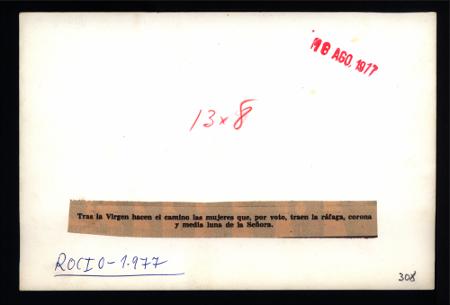 18 AGO. 1977
13 x 8
Tras la Virgen hacen el camino las mujeres que, por voto, traen la ráfaga, corona
y media luna de la Señora.
ROCIO-1.977
308